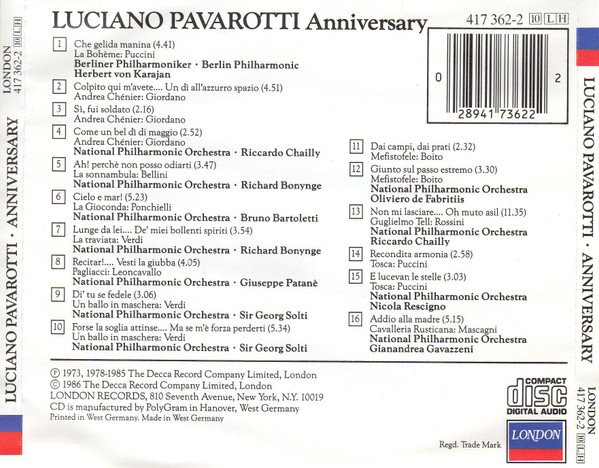 LUCIANO PAVAROTTI Anniversary
417 362-2 10 L H
0 28941 73622 2
1 Che gelida manina (4.41)
La Bohème: Puccini
Berliner Philharmoniker · Berlin Philharmonic
Herbert von Karajan
2 Colpito qui m'avete.... Un dì all'azzurro spazio (4.51)
Andrea Chénier: Giordano
3 Sì, fui soldato (2.16)
Andrea Chénier: Giordano
4 Come un bel dì di maggio (2.52)
Andrea Chénier: Giordano
National Philharmonic Orchestra · Riccardo Chailly
5 Ah! perchè non posso odiarti (3.47)
La sonnambula: Bellini
National Philharmonic Orchestra · Richard Bonynge
6 Cielo e mar! (5.23)
La Gioconda: Ponchielli
National Philharmonic Orchestra · Bruno Bartoletti
7 Lunge da lei.... De' miei bollenti spiriti (3.54)
La traviata: Verdi
National Philharmonic Orchestra · Richard Bonynge
8 Recitar!.... Vesti la giubba (4.05)
Pagliacci: Leoncavallo
National Philharmonic Orchestra · Giuseppe Patanè
9 Di' tu se fedele (3.06)
Un ballo in maschera: Verdi
National Philharmonic Orchestra · Sir Georg Solti
10 Forse la soglia attinse.... Ma se m'è forza perderti (5.34)
Un ballo in maschera: Verdi
National Philharmonic Orchestra · Sir Georg Solti
11 Dai campi, dai prati (2.32)
Mefistofele: Boito
12 Giunto sul passo estremo (3.30)
Mefistofele: Boito
National Philharmonic Orchestra
Oliviero de Fabritiis
13 Non mi lasciare.... Oh muto asil (11.35)
Guglielmo Tell: Rossini
National Philharmonic Orchestra
Riccardo Chailly
14 Recondita armonia (2.58)
Tosca: Puccini
15 E lucevan le stelle (3.03)
Tosca: Puccini
National Philharmonic Orchestra
Nicola Rescigno
16 Addio alla madre (5.15)
Cavalleria Rusticana: Mascagni
National Philharmonic Orchestra
Gianandrea Gavazzeni
℗ 1973, 1978-1985 The Decca Record Company Limited, London
© 1986 The Decca Record Company Limited, London
LONDON RECORDS, 810 Seventh Avenue, New York, N.Y. 10019
CD is manufactured by PolyGram in Hanover, West Germany
Printed in West Germany. Made in West Germany.
Regd. Trade Mark
COMPACT
disc
DIGITAL AUDIO
LONDON
LUCIANO PAVAROTTI · ANNIVERSARY
LONDON
417 362-2 10 L H
LUCIANO PAVAROTTI · ANNIVERSARY
LONDON
417 362-2 10 L H